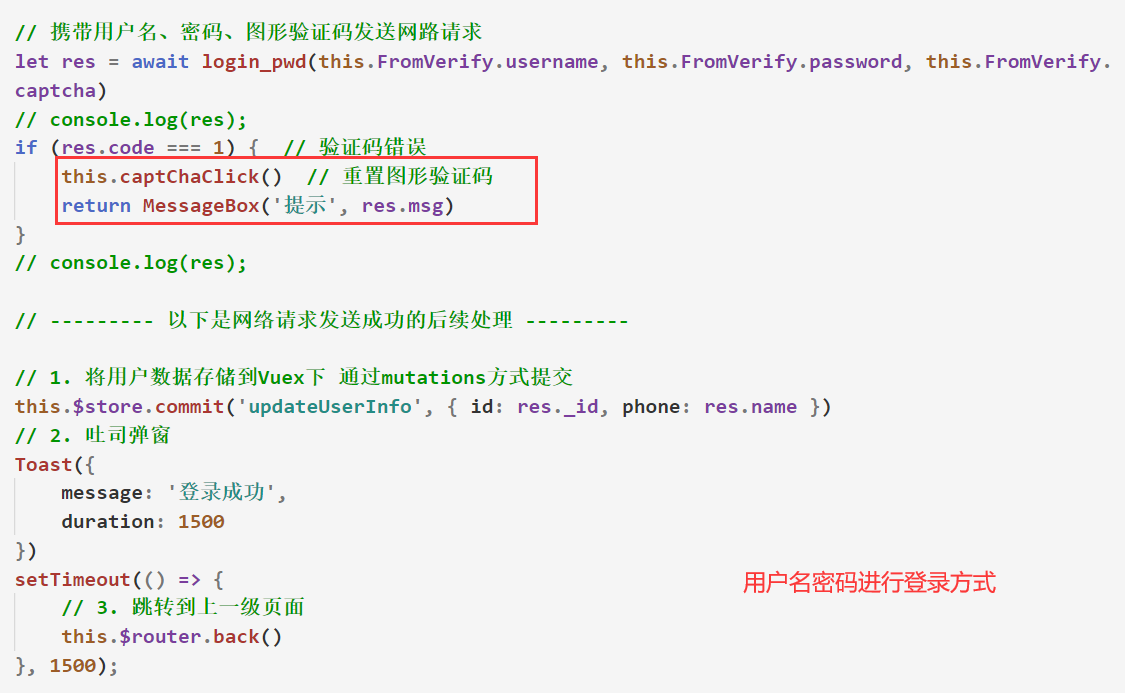 // 携带用户名、密码、图形验证码发送网路请求
let res = await login_pwd(this.FromVerify.username, this.FromVerify.password, this.FromVerify.
captcha)
// console.log(res);
if (res.code === 1) {  // 验证码错误
    this.captChaClick()  // 重置图形验证码
    return MessageBox('提示', res.msg)
}
// console.log(res);
// --------- 以下是网络请求发送成功的后续处理 ---------
// 1. 将用户数据存储到Vuex下 通过mutations方式提交
this.$store.commit('updateUserInfo', { id: res._id, phone: res.name })
// 2. 吐司弹窗
Toast({
    message: '登录成功',
    duration: 1500
})
setTimeout(() => {
用户名密码进行登录方式
    // 3. 跳转到上一级页面
    this.$router.back()
}, 1500);